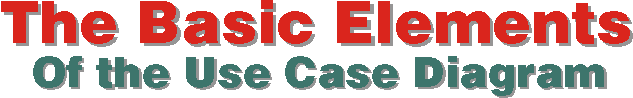 The Basic Elements
Of the Use Case Diagram